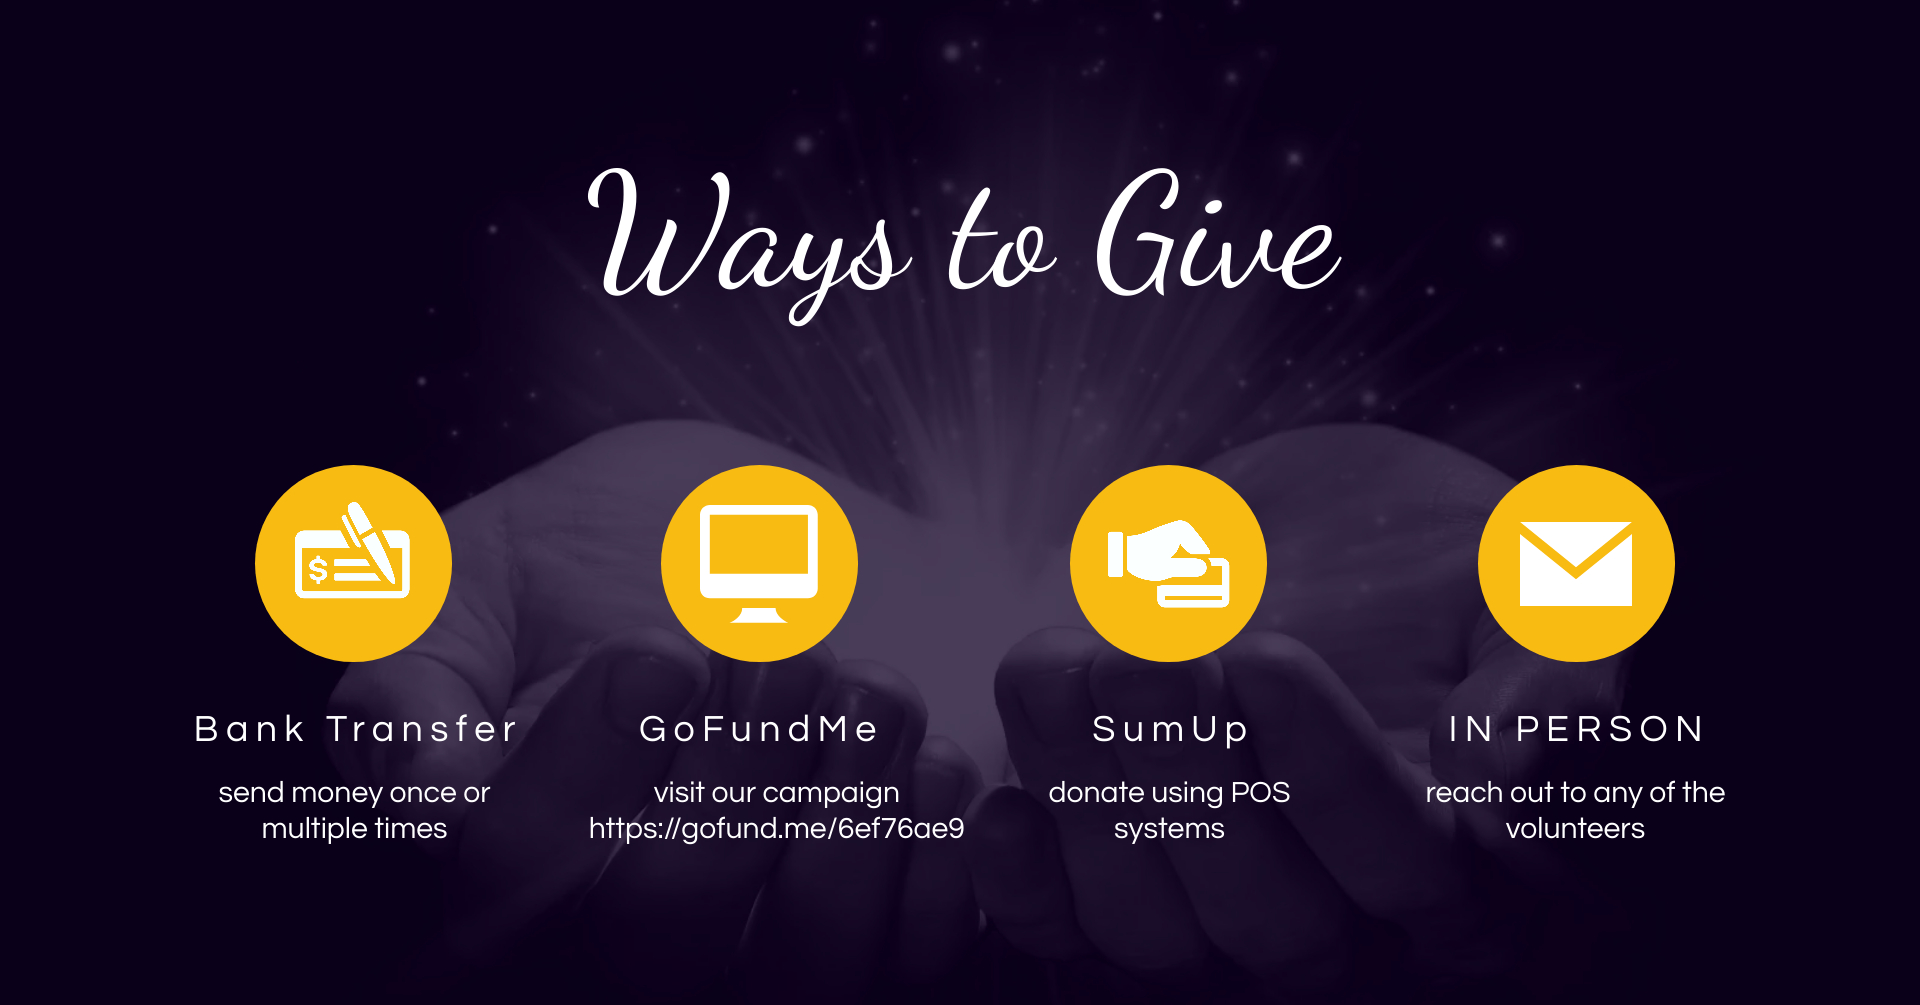 Ways to Give
Bank Transfer
send money once or
multiple times
GoFundMe
visit our campaign
https://gofund.me/6ef76ae9
SumUp
donate using POS
systems
IN PERSON
reach out to any of the
volunteers
$